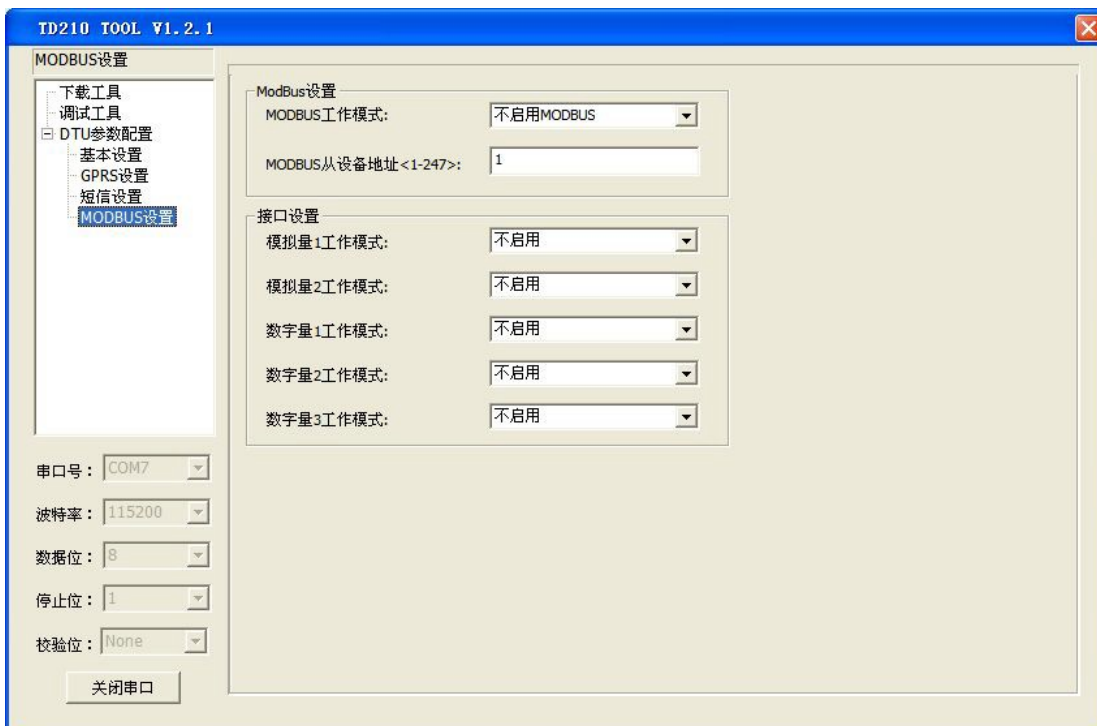 TD210 TOOL V1.2.1
MODBUS设置
下载工具
调试工具
DTU参数配置
基本设置
GPRS设置
短信设置
MODBUS设置
串口号： COM7
波特率： 115200
数据位： 8
停止位： 1
校验位： None
关闭串口
ModBus设置
MODBUS工作模式: 不启用MODBUS
MODBUS从设备地址<1-247>: 1
接口设置
模拟量1工作模式: 不启用
模拟量2工作模式: 不启用
数字量1工作模式: 不启用
数字量2工作模式: 不启用
数字量3工作模式: 不启用